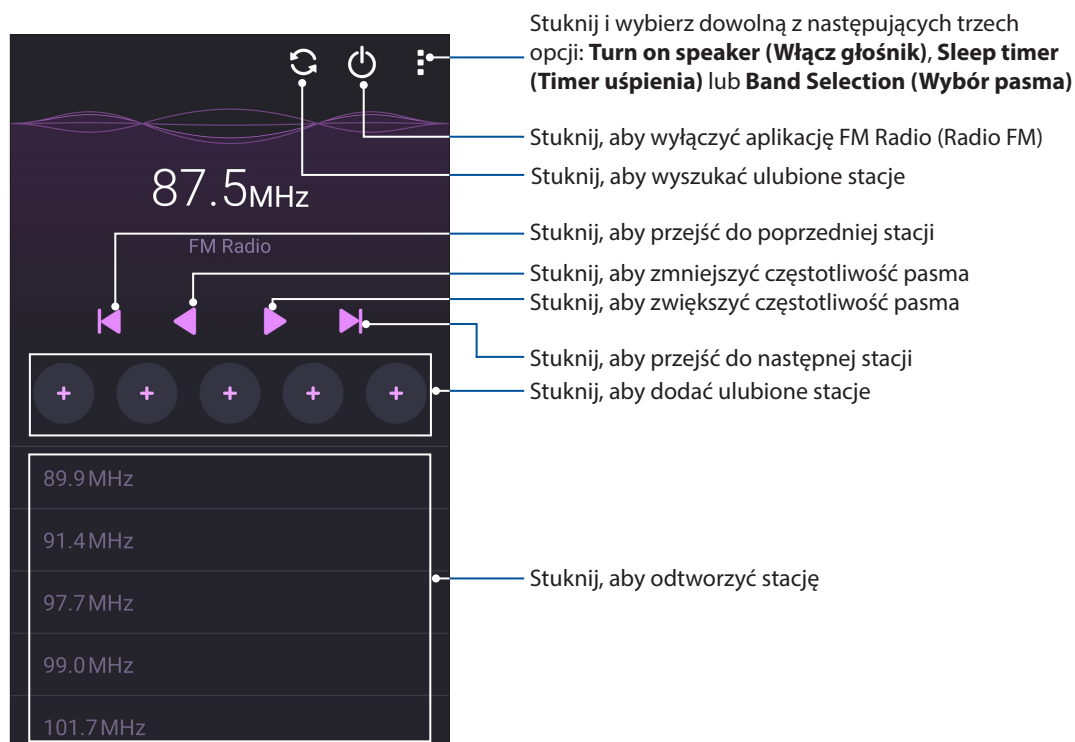 Stuknij i wybierz dowolną z następujących trzech
opcji: Turn on speaker (Włącz głośnik), Sleep timer
(Timer uśpienia) lub Band Selection (Wybór pasma)
Stuknij, aby wyłączyć aplikację FM Radio (Radio FM)
Stuknij, aby wyszukać ulubione stacje
87.5MHz
FM Radio
Stuknij, aby przejść do poprzedniej stacji
Stuknij, aby zmniejszyć częstotliwość pasma
Stuknij, aby zwiększyć częstotliwość pasma
Stuknij, aby przejść do następnej stacji
Stuknij, aby dodać ulubione stacje
89.9MHz
91.4MHz
97.7MHz
Stuknij, aby odtworzyć stację
99.0MHz
101.7MHz